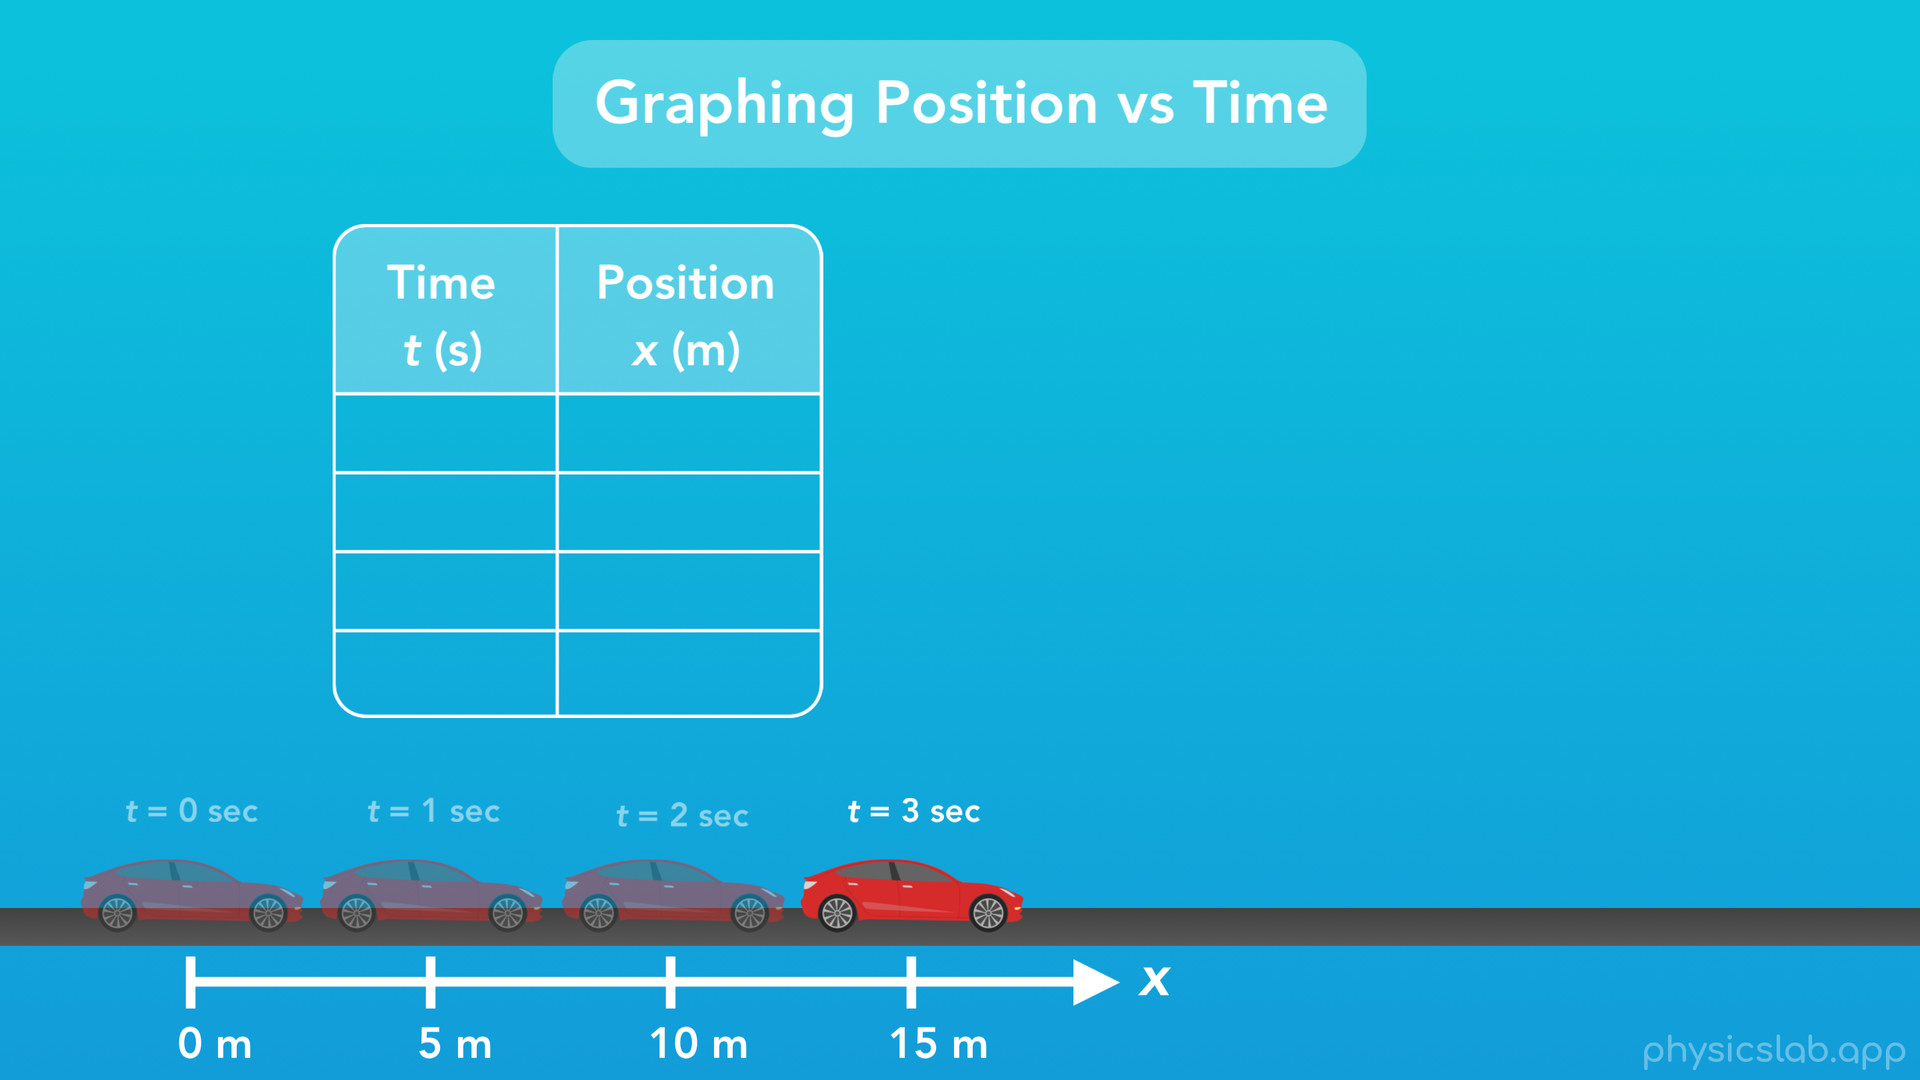 Graphing Position vs Time
Time Position
t (s) x (m)
t = 0 sec t = 1 sec t = 2 sec t = 3 sec
x
0 m 5 m 10 m 15 m
physicslab.app